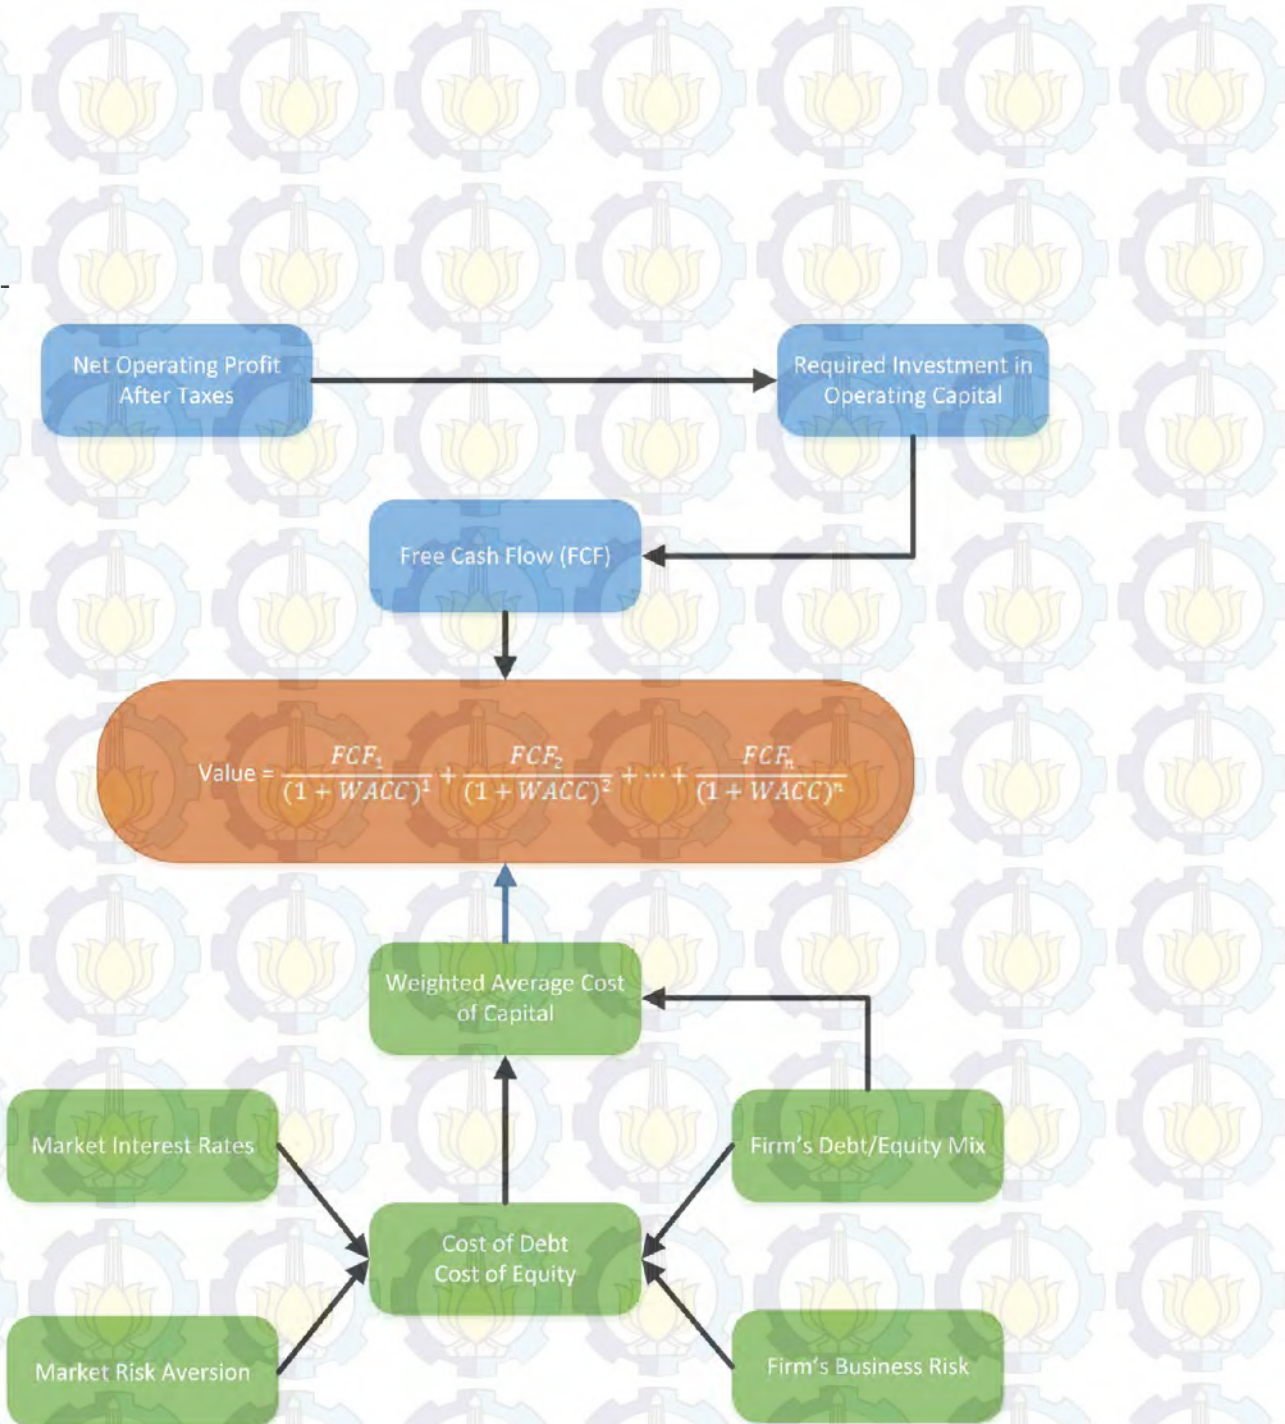 -
Net Operating Profit
After Taxes
Required Investment in
Operating Capital
Free Cash Flow (FCF)
Value = FCF₁/(1 + WACC)¹ + FCF₂/(1 + WACC)² + ⋯ + FCFₙ/(1 + WACC)ⁿ
Weighted Average Cost
of Capital
Market Interest Rates
Firm's Debt/Equity Mix
Cost of Debt
Cost of Equity
Market Risk Aversion
Firm's Business Risk